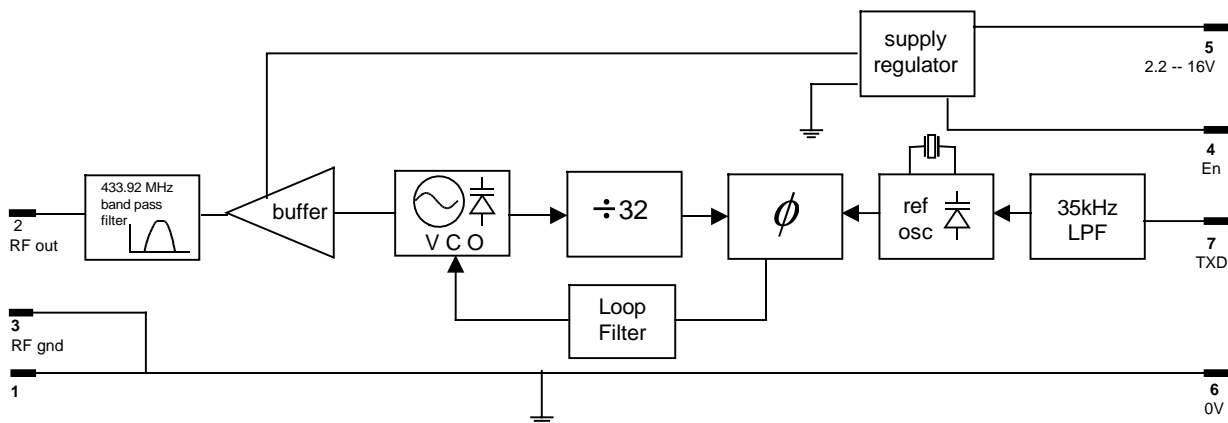 supply
regulator
5
2.2 -- 16V
4
En
433.92 MHz
band pass
filter
buffer
V C O
÷32
ϕ
ref
osc
35kHz
LPF
2
RF out
7
TXD
Loop
Filter
3
RF gnd
1
6
0V